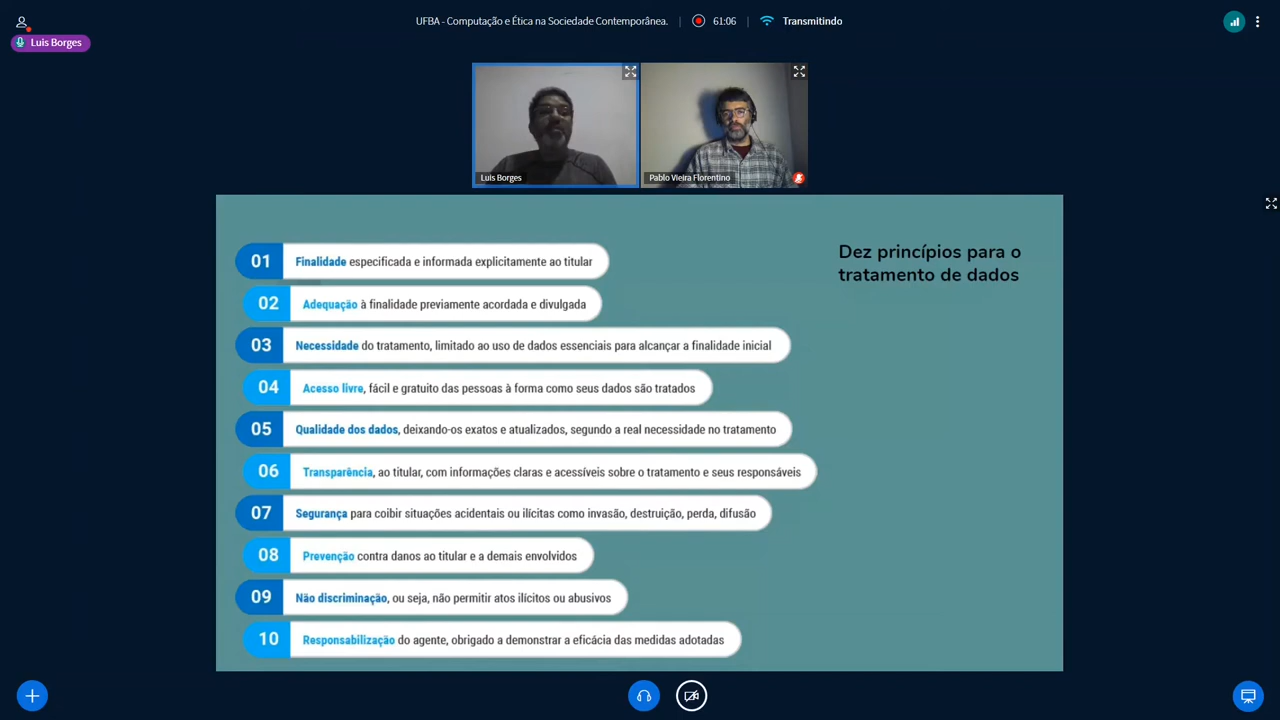 UFBA - Computação e Ética na Sociedade Contemporânea.
61:06
Transmitindo
Luis Borges
Luis Borges
Pablo Vieira Florentino
Dez princípios para o
tratamento de dados
01 Finalidade especificada e informada explicitamente ao titular
02 Adequação à finalidade previamente acordada e divulgada
03 Necessidade do tratamento, limitado ao uso de dados essenciais para alcançar a finalidade inicial
04 Acesso livre, fácil e gratuito das pessoas à forma como seus dados são tratados
05 Qualidade dos dados, deixando-os exatos e atualizados, segundo a real necessidade no tratamento
06 Transparência, ao titular, com informações claras e acessíveis sobre o tratamento e seus responsáveis
07 Segurança para coibir situações acidentais ou ilícitas como invasão, destruição, perda, difusão
08 Prevenção contra danos ao titular e a demais envolvidos
09 Não discriminação, ou seja, não permitir atos ilícitos ou abusivos
10 Responsabilização do agente, obrigado a demonstrar a eficácia das medidas adotadas